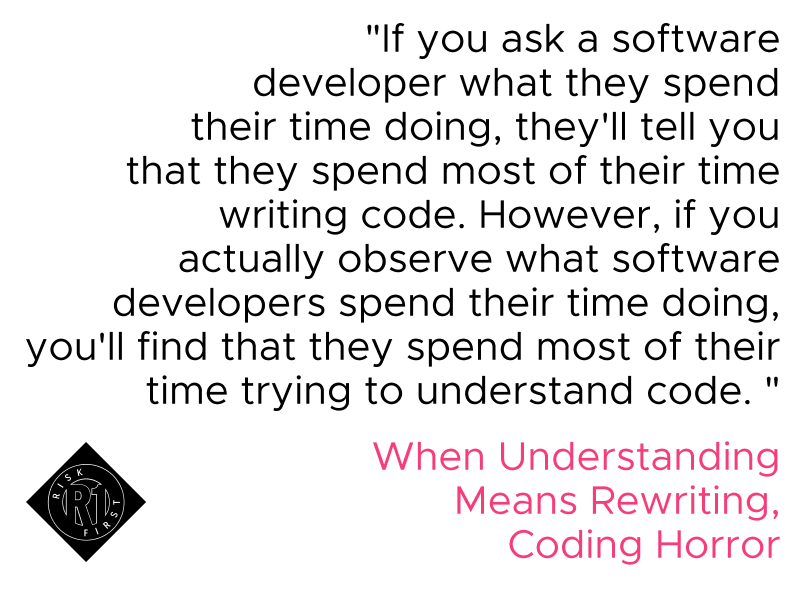 "If you ask a software
developer what they spend
their time doing, they'll tell you
that they spend most of their time
writing code. However, if you
actually observe what software
developers spend their time doing,
you'll find that they spend most of their
time trying to understand code. "
When Understanding
Means Rewriting,
Coding Horror
RISK
R1
FIRST